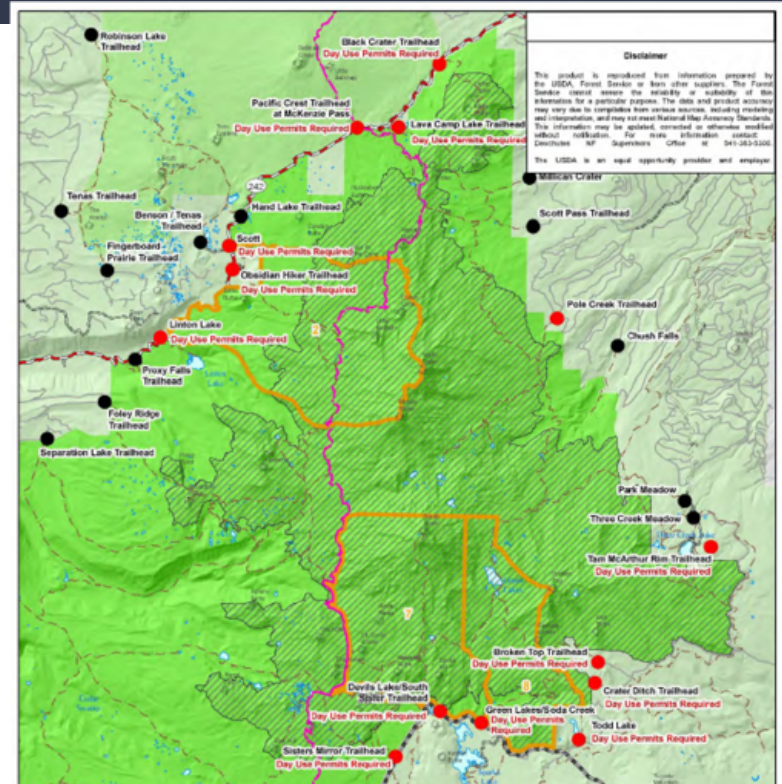 Robinson Lake
Trailhead
Black Crater Trailhead
Day Use Permits Required
Disclaimer
This product is reproduced from information prepared by
the USDA, Forest Service or from other suppliers. The Forest
Service cannot ensure the reliability or suitability of this
information for a particular purpose. The data and product accuracy
may vary due to compilation from various sources, including modeling
and interpretation, and may not meet National Map Accuracy Standards.
This information may be updated, corrected or otherwise modified
without notification. For more information contact:
Deschutes NF Supervisors Office at 541-383-5300.
The USDA is an equal opportunity provider and employer.
Pacific Crest Trailhead
at McKenzie Pass
Day Use Permits Required
Lava Camp Lake Trailhead
Day Use Permits Required
Millican Crater
242
Tenas Trailhead
Hand Lake Trailhead
Scott Pass Trailhead
Benson / Tenas
Trailhead
Scott
Day Use Permits Required
Fingerboard
Prairie Trailhead
Obsidian Hiker Trailhead
Day Use Permits Required
Pole Creek Trailhead
Linton Lake
Day Use Permits Required
2
Chush Falls
Proxy Falls
Trailhead
Foley Ridge
Trailhead
Separation Lake Trailhead
Park Meadow
Three Creek Meadow
Tam McArthur Rim Trailhead
Day Use Permits Required
7
Broken Top Trailhead
Day Use Permits Required
8
Crater Ditch Trailhead
Day Use Permits Required
Devils Lake/South
Sister Trailhead
Day Use Permits Required
Green Lakes/Soda Creek
Day Use Permits
Required
Todd Lake
Day Use Permits Required
Sisters Mirror Trailhead
Day Use Permits Required